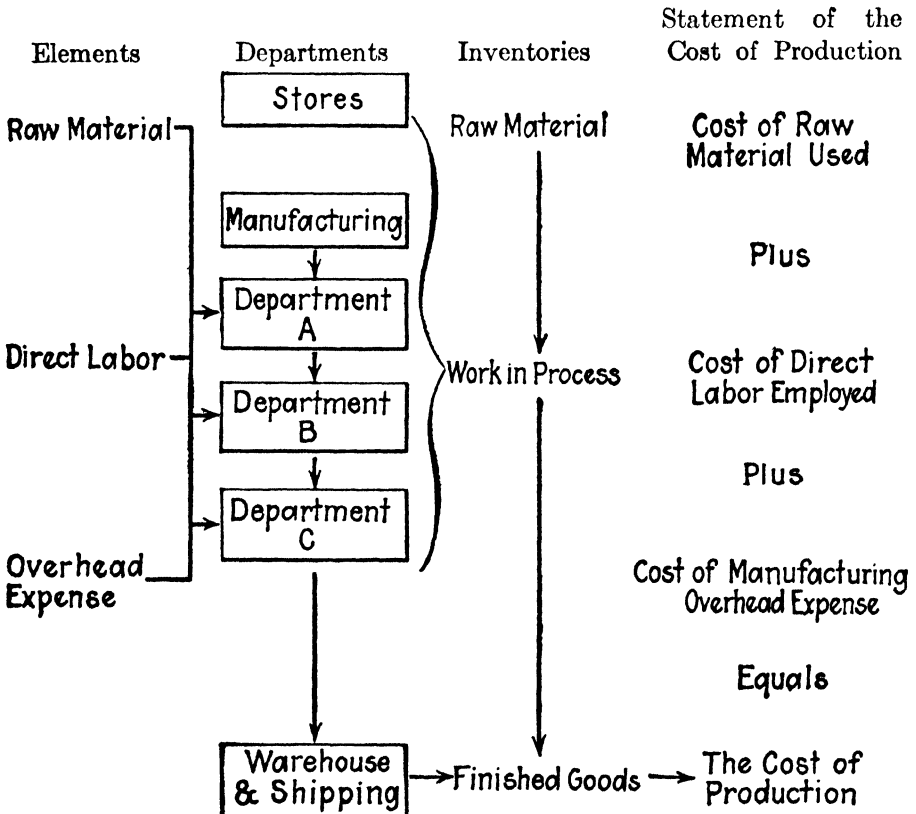 Elements
Departments
Inventories
Statement of the
Cost of Production
Stores
Raw Material
Raw Material
Cost of Raw
Material Used
Manufacturing
Plus
Department
A
Direct Labor
Work in Process
Cost of Direct
Labor Employed
Department
B
Plus
Department
C
Overhead
Expense
Cost of Manufacturing
Overhead Expense
Equals
Warehouse
& Shipping
Finished Goods
The Cost of
Production